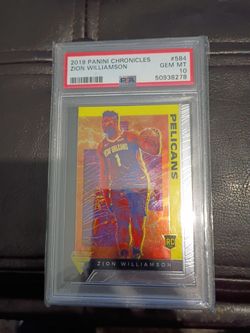 2019 PANINI CHRONICLES #584
ZION WILLIAMSON GEM MT
PSA 10
50938278
PELICANS
NEW ORLEANS
1
RC
ZION WILLIAMSON